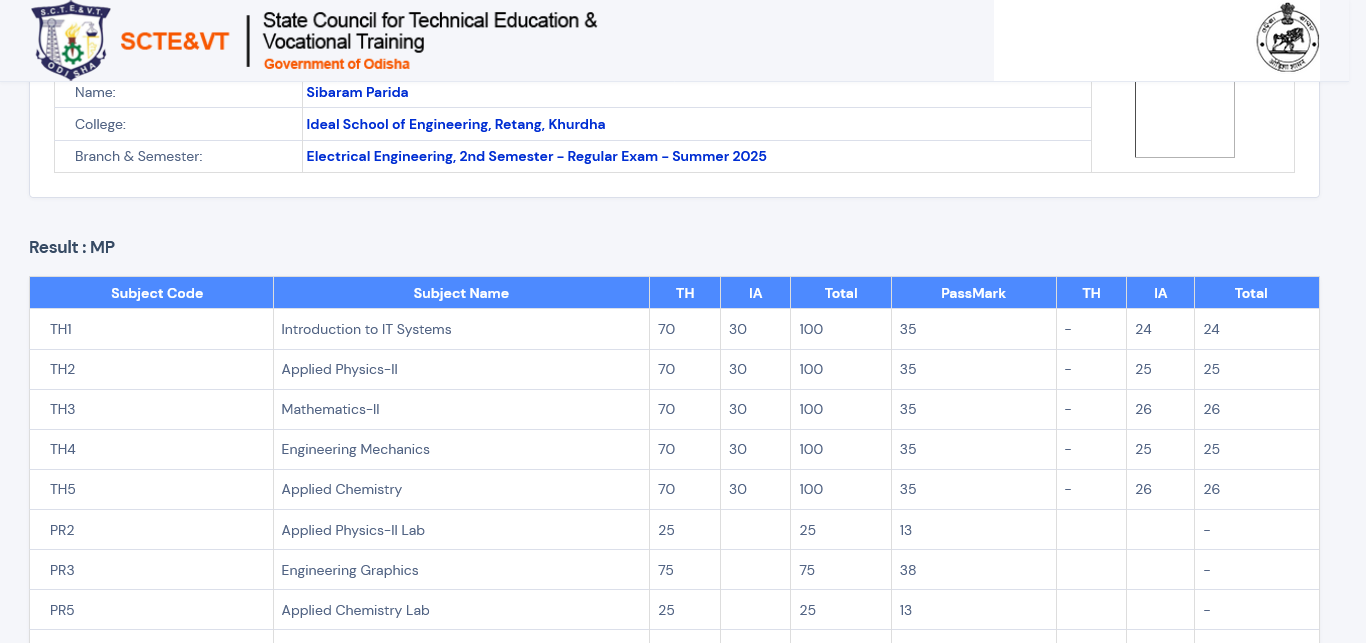 S.C.T.E.&V.T.
ODISHA
SCTE&VT
State Council for Technical Education &
Vocational Training
Government of Odisha
Name: Sibaram Parida
College: Ideal School of Engineering, Retang, Khurdha
Branch & Semester: Electrical Engineering, 2nd Semester - Regular Exam - Summer 2025
Result : MP
Subject Code Subject Name TH IA Total PassMark TH IA Total
TH1 Introduction to IT Systems 70 30 100 35 - 24 24
TH2 Applied Physics-II 70 30 100 35 - 25 25
TH3 Mathematics-II 70 30 100 35 - 26 26
TH4 Engineering Mechanics 70 30 100 35 - 25 25
TH5 Applied Chemistry 70 30 100 35 - 26 26
PR2 Applied Physics-II Lab 25 25 13 -
PR3 Engineering Graphics 75 75 38 -
PR5 Applied Chemistry Lab 25 25 13 -